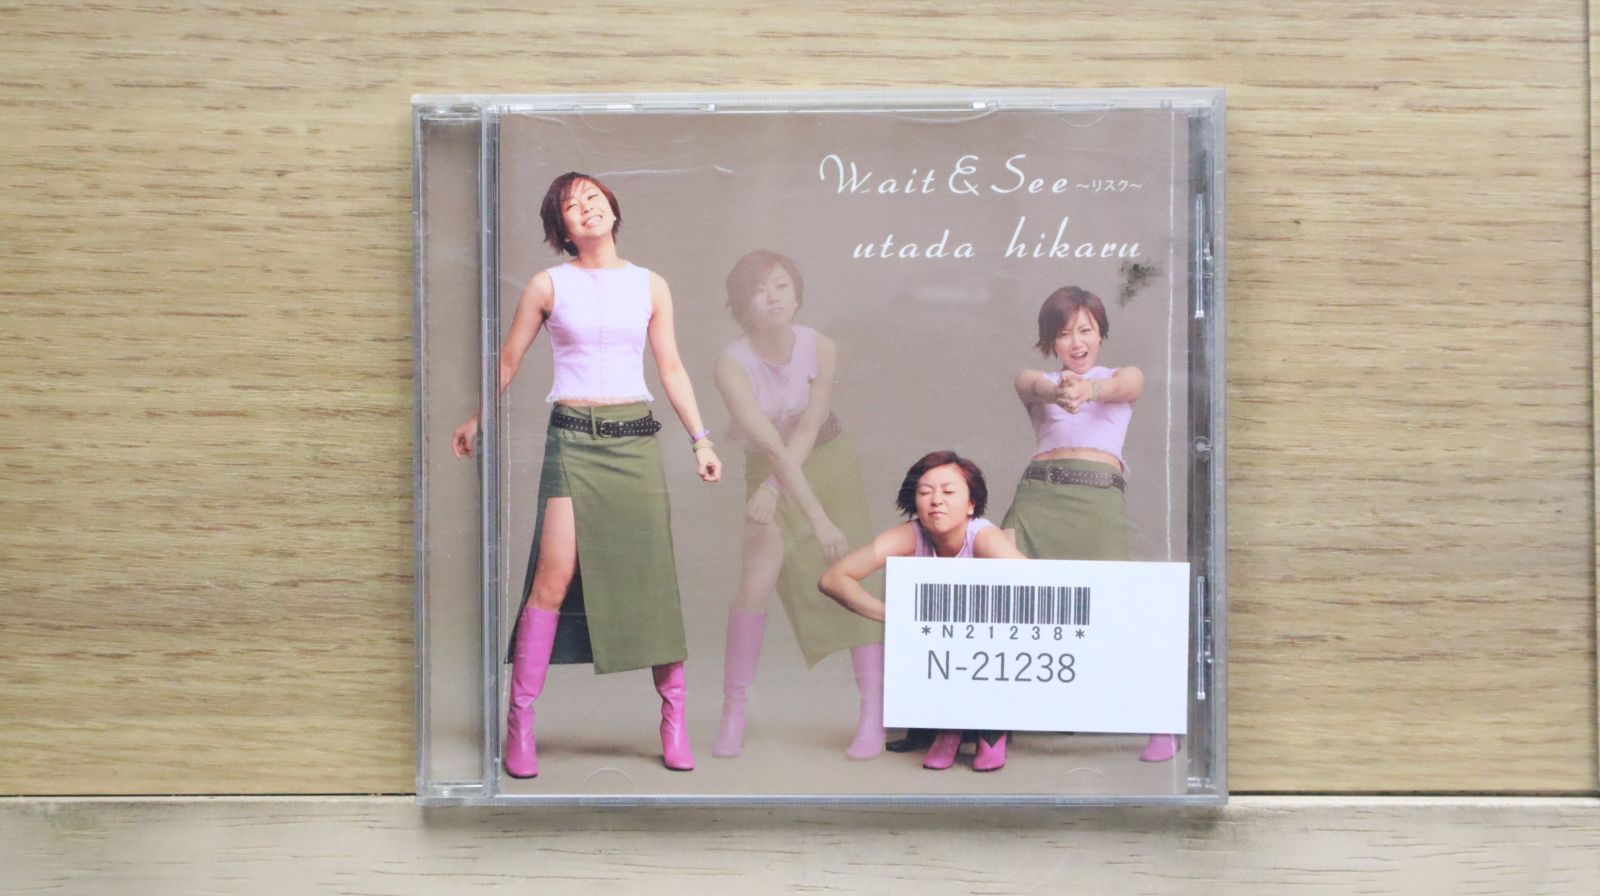 Wait & See ～リスク～
utada hikaru
*N21238*
N-21238